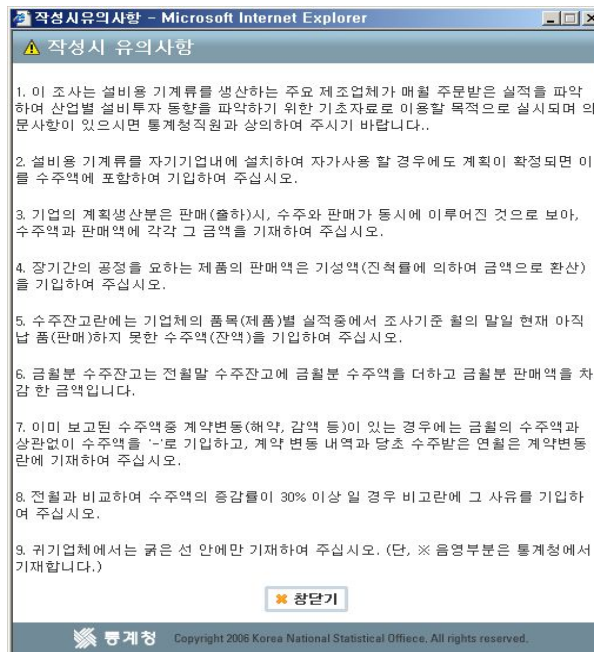 작성시유의사항 - Microsoft Internet Explorer
작성시 유의사항
1. 이 조사는 설비용 기계류를 생산하는 주요 제조업체가 매월 주문받은 실적을 파악
하여 산업별 설비투자 동향을 파악하기 위한 기초자료로 이용할 목적으로 실시되며 의
문사항이 있으시면 통계청직원과 상의하여 주시기 바랍니다..
2. 설비용 기계류를 자기기업내에 설치하여 자가사용 할 경우에도 계획이 확정되면 이
를 수주액에 포함하여 기입하여 주십시오.
3. 기업의 계획생산분은 판매(출하)시, 수주와 판매가 동시에 이루어진 것으로 보아,
수주액과 판매액에 각각 그 금액을 기재하여 주십시오.
4. 장기간의 공정을 요하는 제품의 판매액은 기성액(진척률에 의하여 금액으로 환산)
을 기입하여 주십시오.
5. 수주잔고란에는 기업체의 품목(제품)별 실적중에서 조사기준 월의 말일 현재 아직
납 품(판매)하지 못한 수주액(잔액)을 기입하여 주십시오.
6. 금월분 수주잔고는 전월말 수주잔고에 금월분 수주액을 더하고 금월분 판매액을 차
감 한 금액입니다.
7. 이미 보고된 수주액중 계약변동(해약, 감액 등)이 있는 경우에는 금월의 수주액과
상관없이 수주액을 '-'로 기입하고, 계약 변동 내역과 당초 수주받은 연월은 계약변동
란에 기재하여 주십시오.
8. 전월과 비교하여 수주액의 증감률이 30% 이상 일 경우 비고란에 그 사유를 기입하
여 주십시오.
9. 귀기업체에서는 굵은 선 안에만 기재하여 주십시오. (단, ※ 음영부분은 통계청에서
기재합니다.)
창닫기
통계청 Copyright 2006 Korea National Statistical Offiece, All rights reserved.